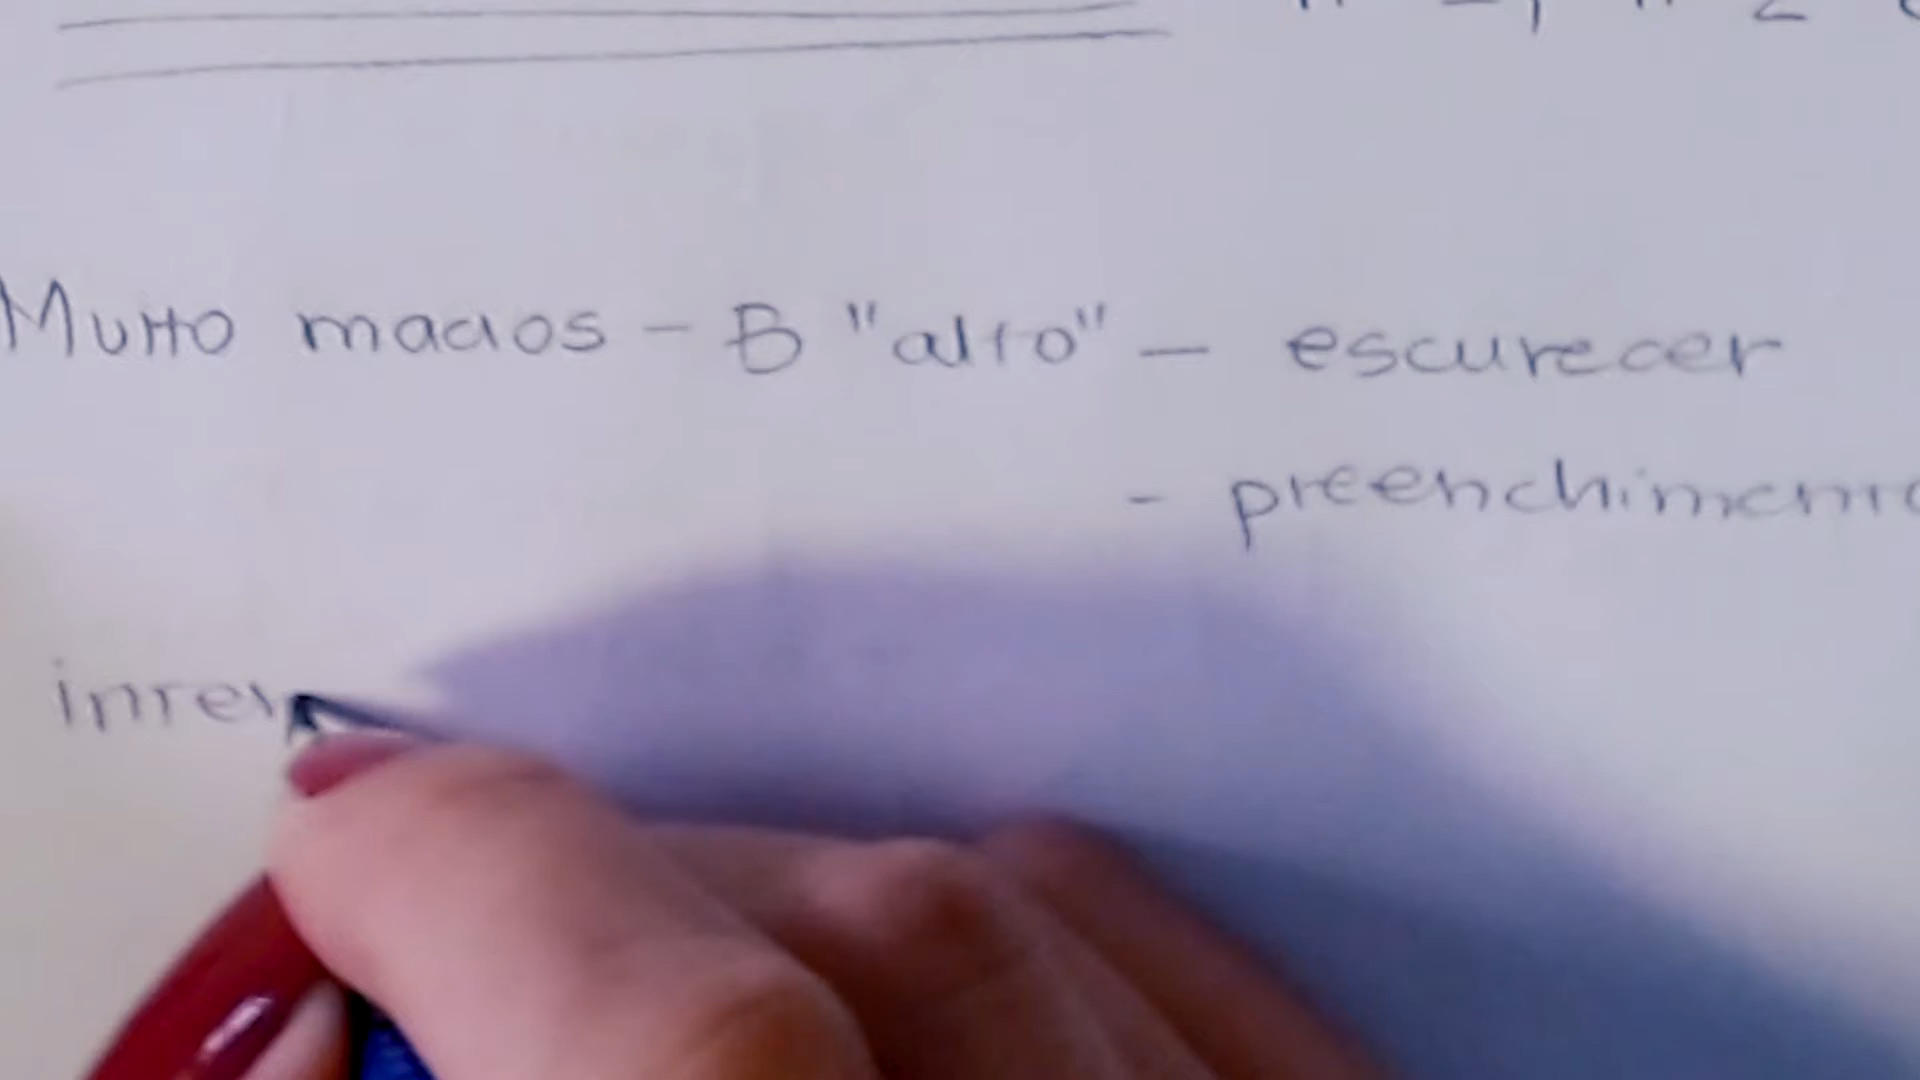 Muito macios - B "alto" - escurecer
- preenchimento